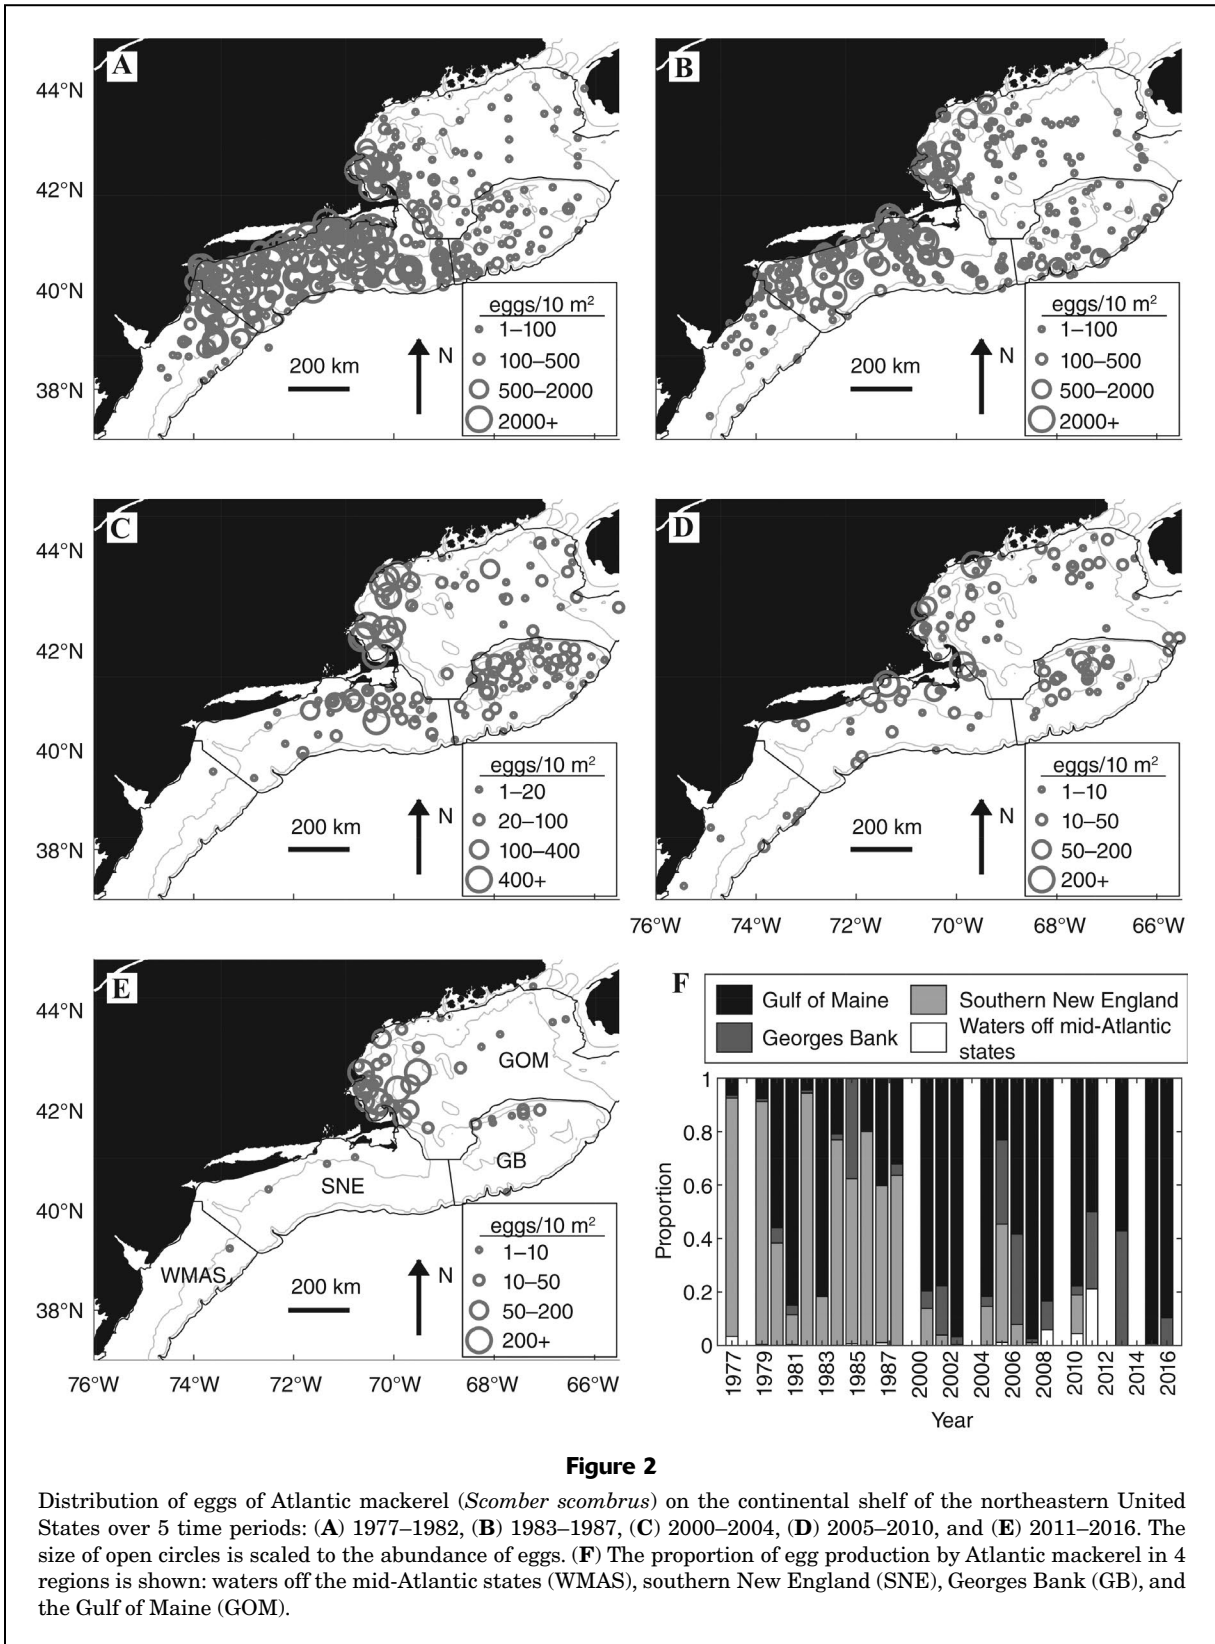 A
B
44°N
42°N
40°N
38°N
eggs/10 m²
1–100
100–500
500–2000
2000+
200 km
N
eggs/10 m²
1–100
100–500
500–2000
2000+
200 km
N
C
D
44°N
42°N
40°N
38°N
eggs/10 m²
1–20
20–100
100–400
400+
200 km
N
eggs/10 m²
1–10
10–50
50–200
200+
200 km
N
76°W 74°W 72°W 70°W 68°W 66°W
E
44°N
42°N
40°N
38°N
GOM
GB
SNE
WMAS
eggs/10 m²
1–10
10–50
50–200
200+
200 km
N
76°W 74°W 72°W 70°W 68°W 66°W
F
Gulf of Maine
Southern New England
Georges Bank
Waters off mid-Atlantic
states
1
0.8
0.6
0.4
0.2
0
Proportion
1977 1979 1981 1983 1985 1987 2000 2002 2004 2006 2008 2010 2012 2014 2016
Year
Figure 2
Distribution of eggs of Atlantic mackerel (Scomber scombrus) on the continental shelf of the northeastern United
States over 5 time periods: (A) 1977–1982, (B) 1983–1987, (C) 2000–2004, (D) 2005–2010, and (E) 2011–2016. The
size of open circles is scaled to the abundance of eggs. (F) The proportion of egg production by Atlantic mackerel in 4
regions is shown: waters off the mid-Atlantic states (WMAS), southern New England (SNE), Georges Bank (GB), and
the Gulf of Maine (GOM).